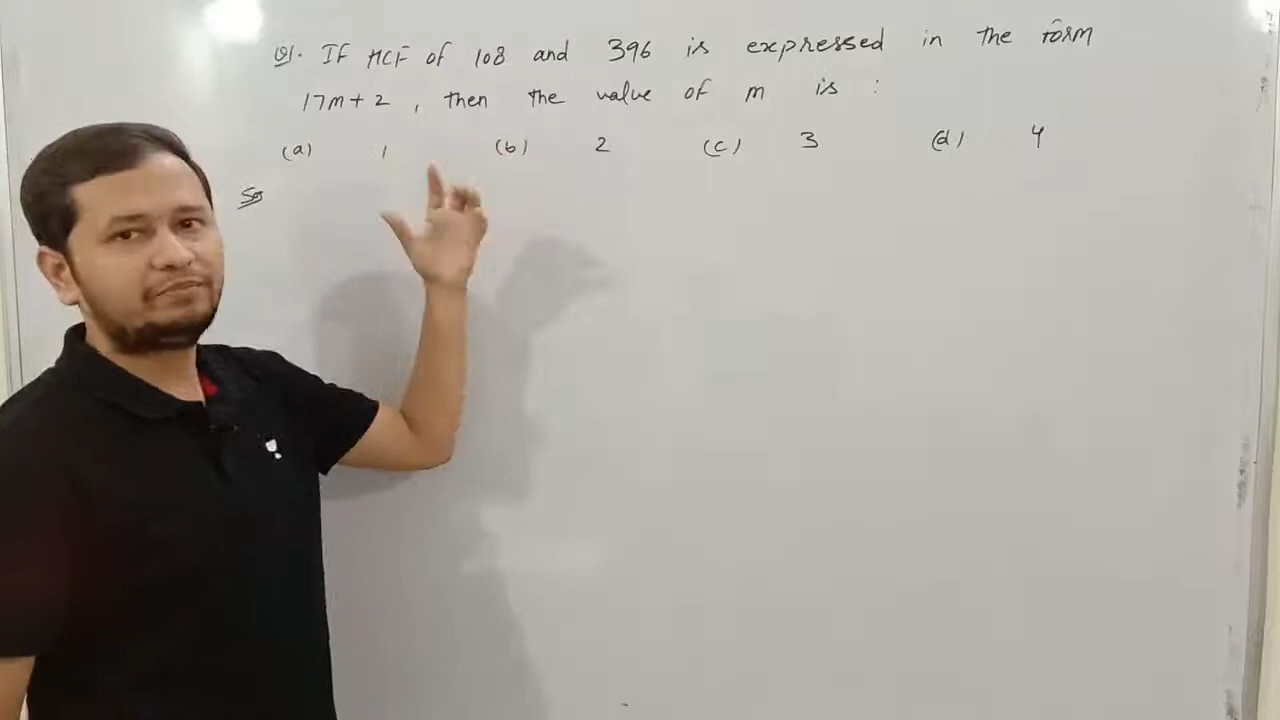 Q1. If HCF of 108 and 396 is expressed in the form
17m+2, then the value of m is :
(a) 1 (b) 2 (c) 3 (d) 4
Sol